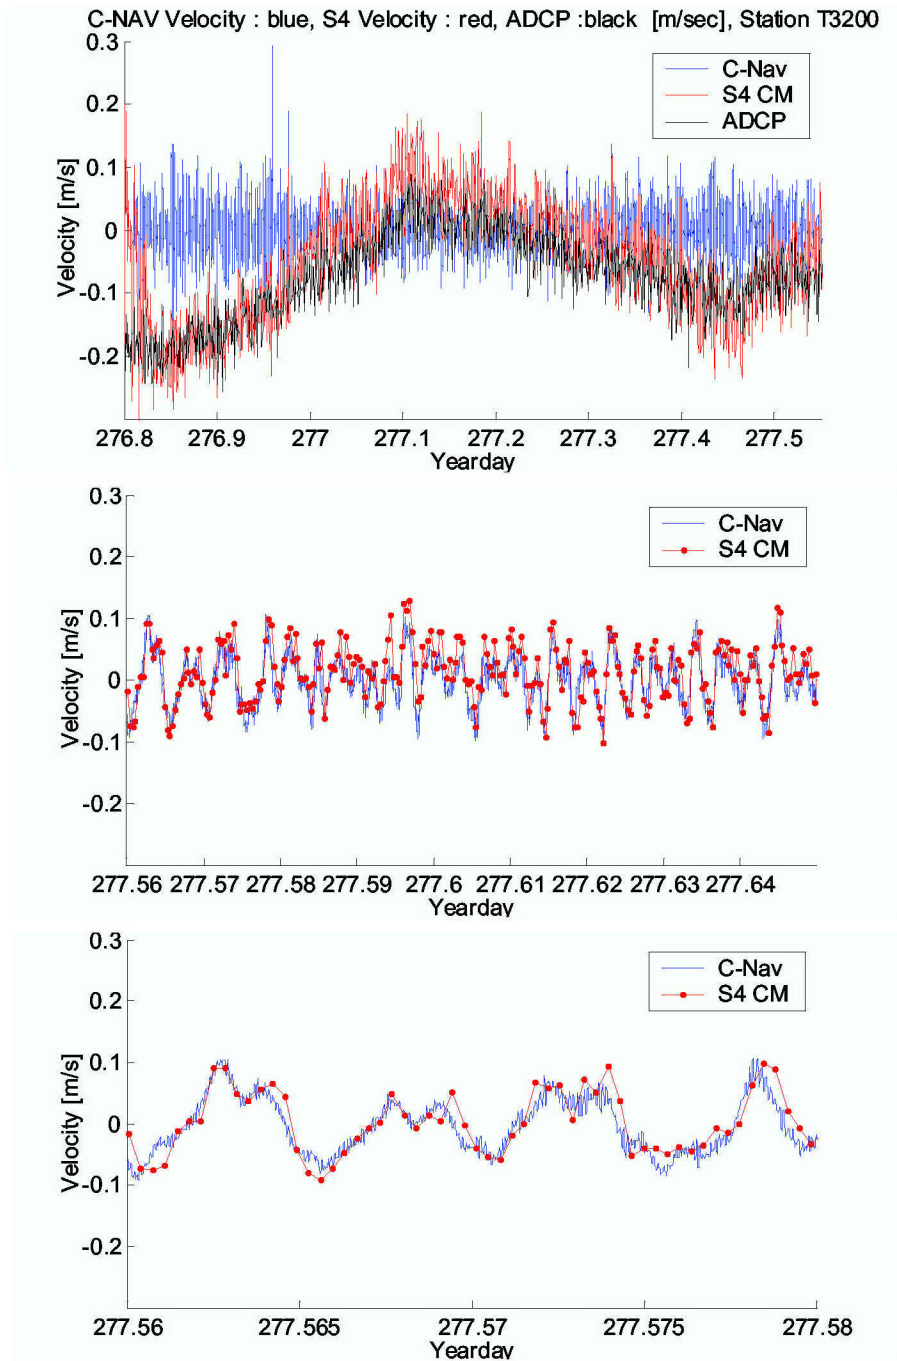 C-NAV Velocity : blue, S4 Velocity : red, ADCP :black [m/sec], Station T3200
0.3
0.2
0.1
0
-0.1
-0.2
Velocity [m/s]
C-Nav
S4 CM
ADCP
276.8 276.9 277 277.1 277.2 277.3 277.4 277.5
Yearday
0.3
0.2
0.1
0
-0.1
-0.2
Velocity [m/s]
C-Nav
S4 CM
277.56 277.57 277.58 277.59 277.6 277.61 277.62 277.63 277.64
Yearday
0.3
0.2
0.1
0
-0.1
-0.2
Velocity [m/s]
C-Nav
S4 CM
277.56 277.565 277.57 277.575 277.58
Yearday